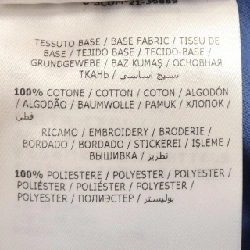 TESSUTO BASE / BASE FABRIC / TISSU DE
BASE / TEJIDO BASE / TECIDO-BASE /
GRUNDGEWEBE / BAZ KUMAŞ / ОСНОВНАЯ
ТКАНЬ / نسيج أساسي
100% COTONE / COTTON / COTON / ALGODÓN
/ ALGODÃO / BAUMWOLLE / PAMUK / ХЛОПОК /
قطن
RICAMO / EMBROIDERY / BRODERIE /
BORDADO / BORDADO / STICKEREI / İŞLEME /
ВЫШИВКА / تطريز
100% POLIESTERE / POLYESTER / POLYESTER /
POLIÉSTER / POLIÉSTER / POLYESTER /
POLYESTER / ПОЛИЭСТЕР / بوليستر